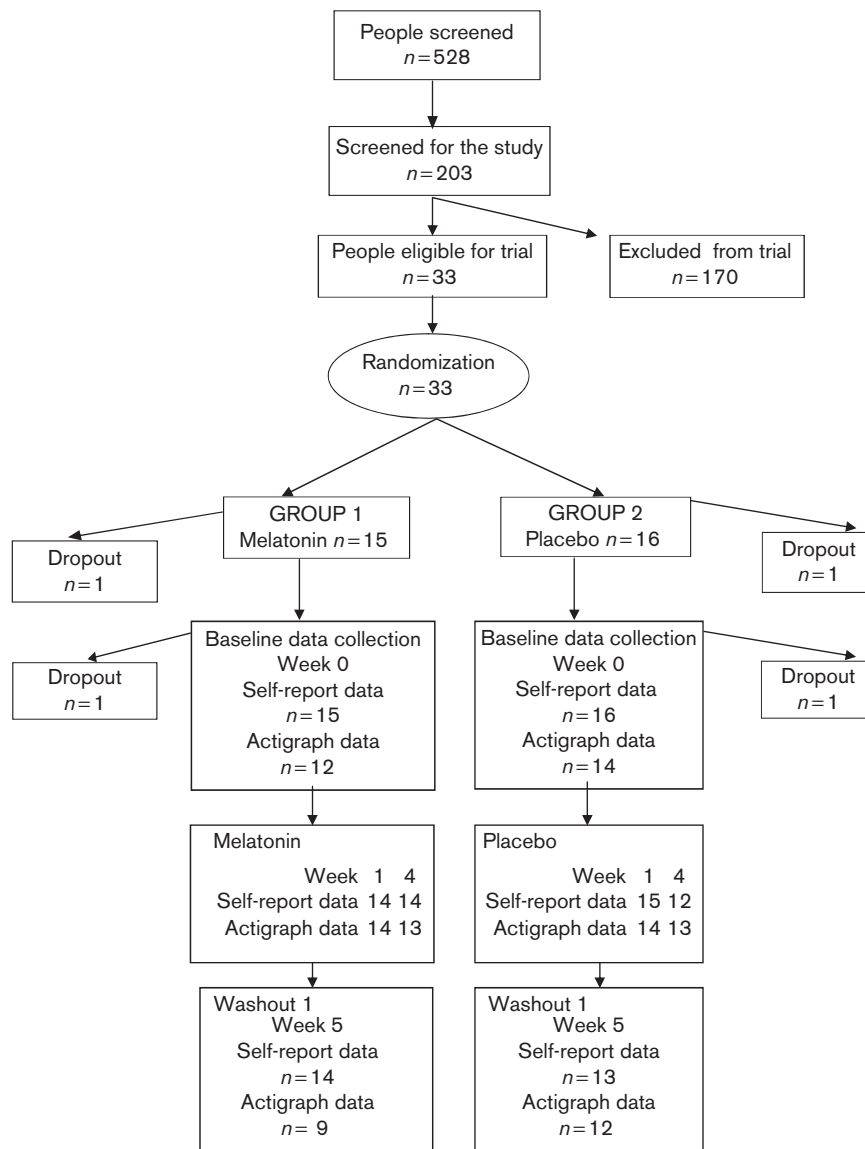 People screened
n=528
Screened for the study
n=203
People eligible for trial
n=33
Excluded from trial
n=170
Randomization
n=33
GROUP 1
Melatonin n=15
GROUP 2
Placebo n=16
Dropout
n=1
Dropout
n=1
Baseline data collection
Week 0
Self-report data
n=15
Actigraph data
n=12
Baseline data collection
Week 0
Self-report data
n=16
Actigraph data
n=14
Dropout
n=1
Dropout
n=1
Melatonin
Week 1 4
Self-report data 14 14
Actigraph data 14 13
Placebo
Week 1 4
Self-report data 15 12
Actigraph data 14 13
Washout 1
Week 5
Self-report data
n=14
Actigraph data
n= 9
Washout 1
Week 5
Self-report data
n=13
Actigraph data
n=12